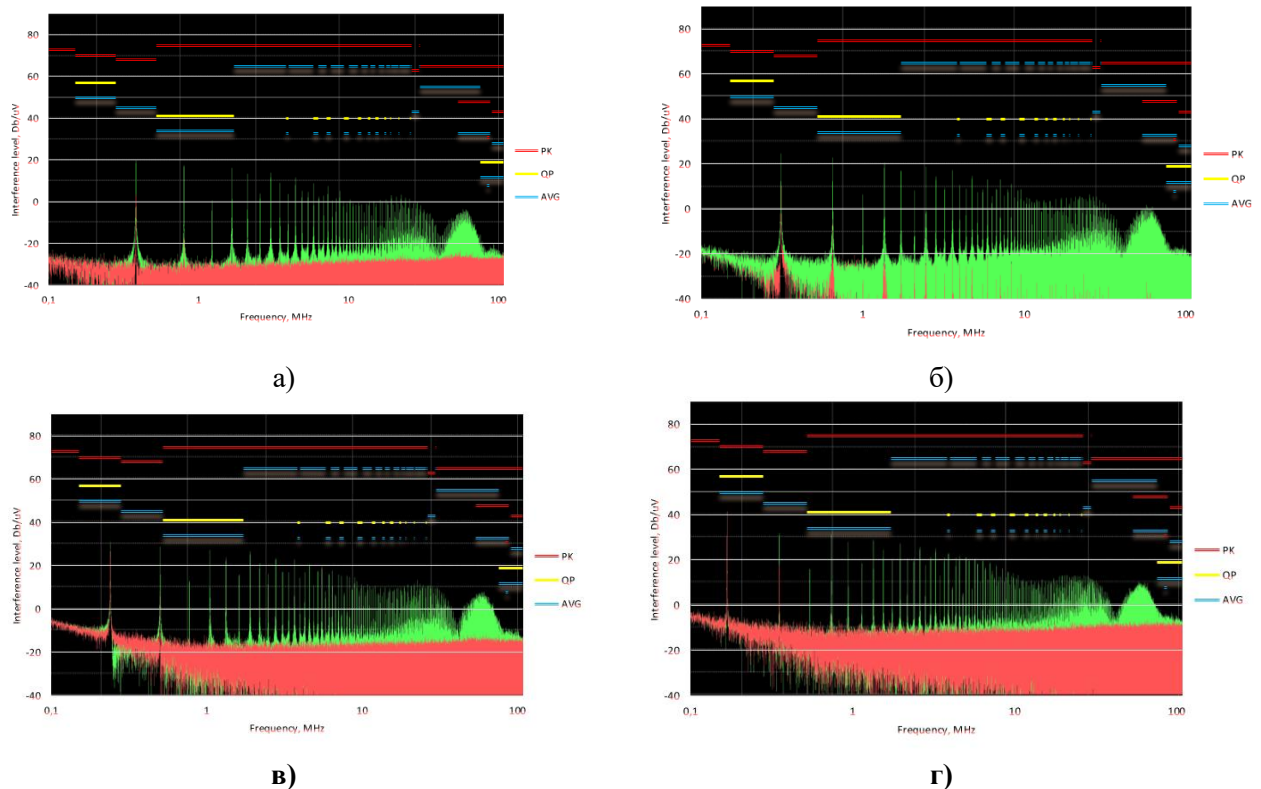 Interference level, Db/uV
80
60
40
20
0
-20
-40
0,1
1
10
100
Frequency, MHz
PK
QP
AVG
а)
Interference level, Db/uV
80
60
40
20
0
-20
-40
0,1
1
10
100
Frequency, MHz
PK
QP
AVG
б)
Interference level, Db/uV
80
60
40
20
0
-20
-40
0,1
1
10
100
Frequency, MHz
PK
QP
AVG
в)
Interference level, Db/uV
80
60
40
20
0
-20
-40
0,1
1
10
100
Frequency, MHz
PK
QP
AVG
г)